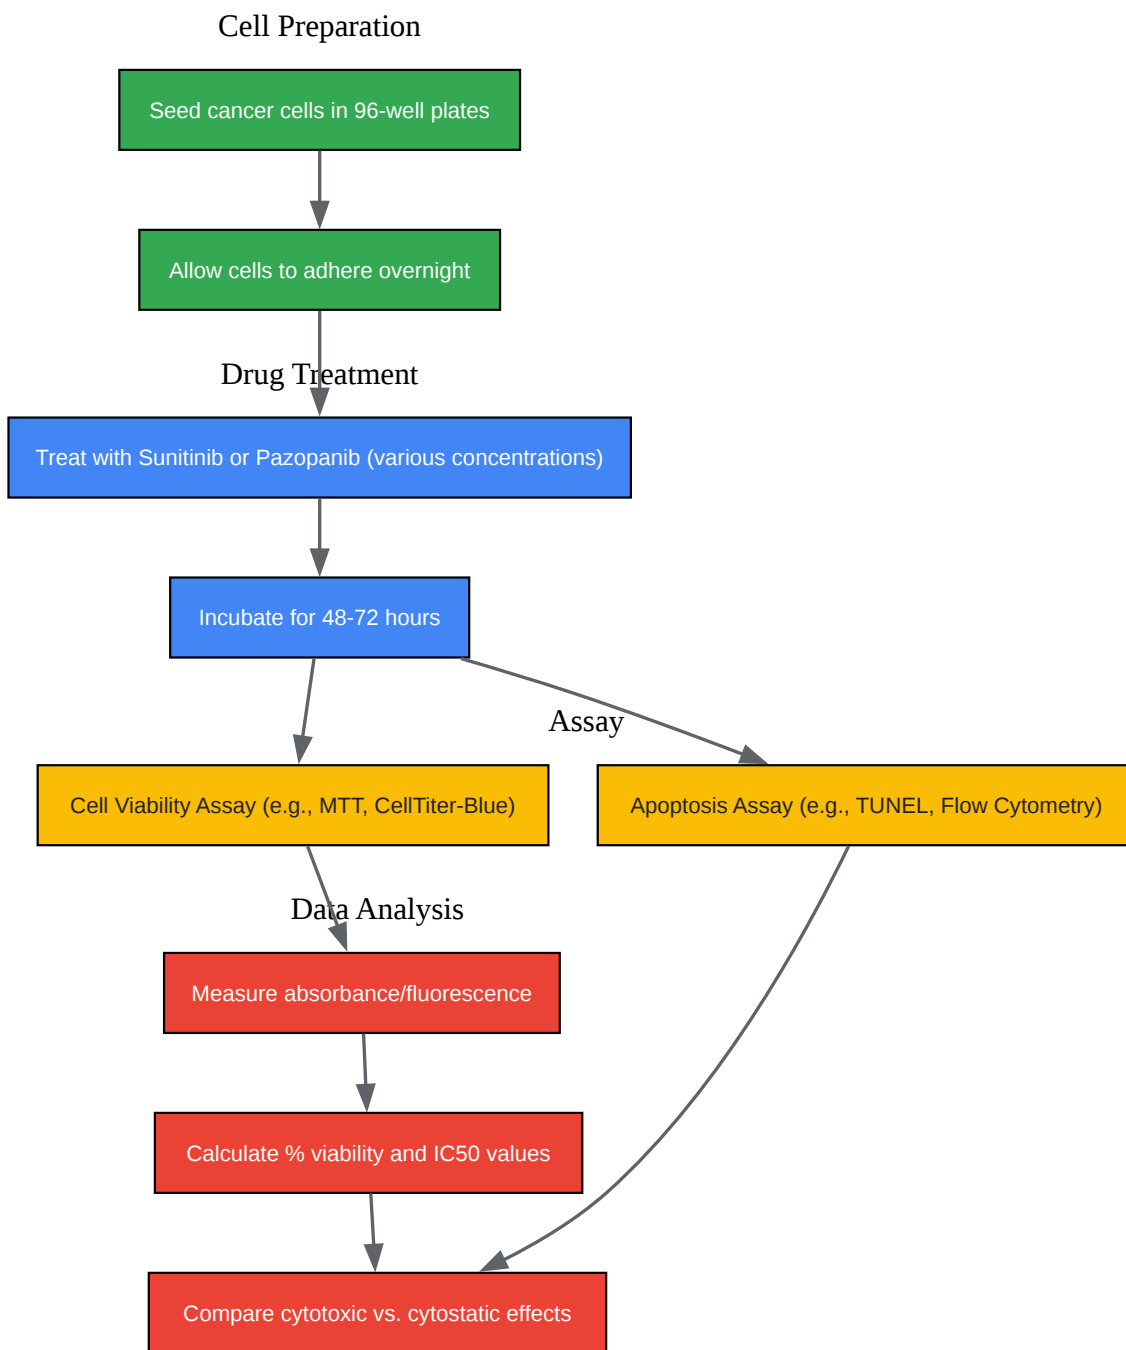 Cell Preparation
Seed cancer cells in 96-well plates
Allow cells to adhere overnight
Drug Treatment
Treat with Sunitinib or Pazopanib (various concentrations)
Incubate for 48-72 hours
Assay
Cell Viability Assay (e.g., MTT, CellTiter-Blue)
Apoptosis Assay (e.g., TUNEL, Flow Cytometry)
Data Analysis
Measure absorbance/fluorescence
Calculate % viability and IC50 values
Compare cytotoxic vs. cytostatic effects